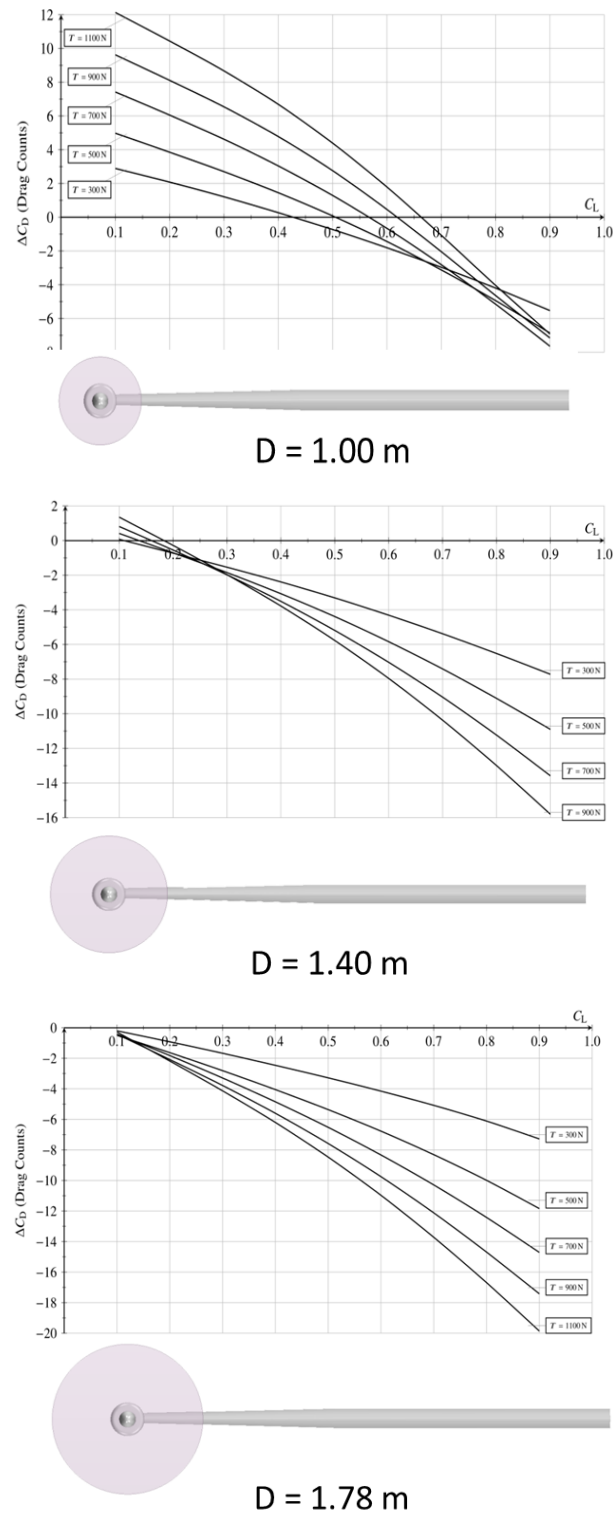 12
T = 1100 N
10
T = 900 N
8
T = 700 N
6
T = 500 N
4
T = 300 N
2
0
−2
−4
−6
ΔC_D (Drag Counts)
C_L
0.1 0.2 0.3 0.4 0.5 0.6 0.7 0.8 0.9 1.0
D = 1.00 m
2
0
−2
−4
−6
−8
−10
−12
−14
−16
ΔC_D (Drag Counts)
C_L
0.1 0.2 0.3 0.4 0.5 0.6 0.7 0.8 0.9 1.0
T = 300 N
T = 500 N
T = 700 N
T = 900 N
D = 1.40 m
0
−2
−4
−6
−8
−10
−12
−14
−16
−18
−20
ΔC_D (Drag Counts)
C_L
0.1 0.2 0.3 0.4 0.5 0.6 0.7 0.8 0.9 1.0
T = 300 N
T = 500 N
T = 700 N
T = 900 N
T = 1100 N
D = 1.78 m